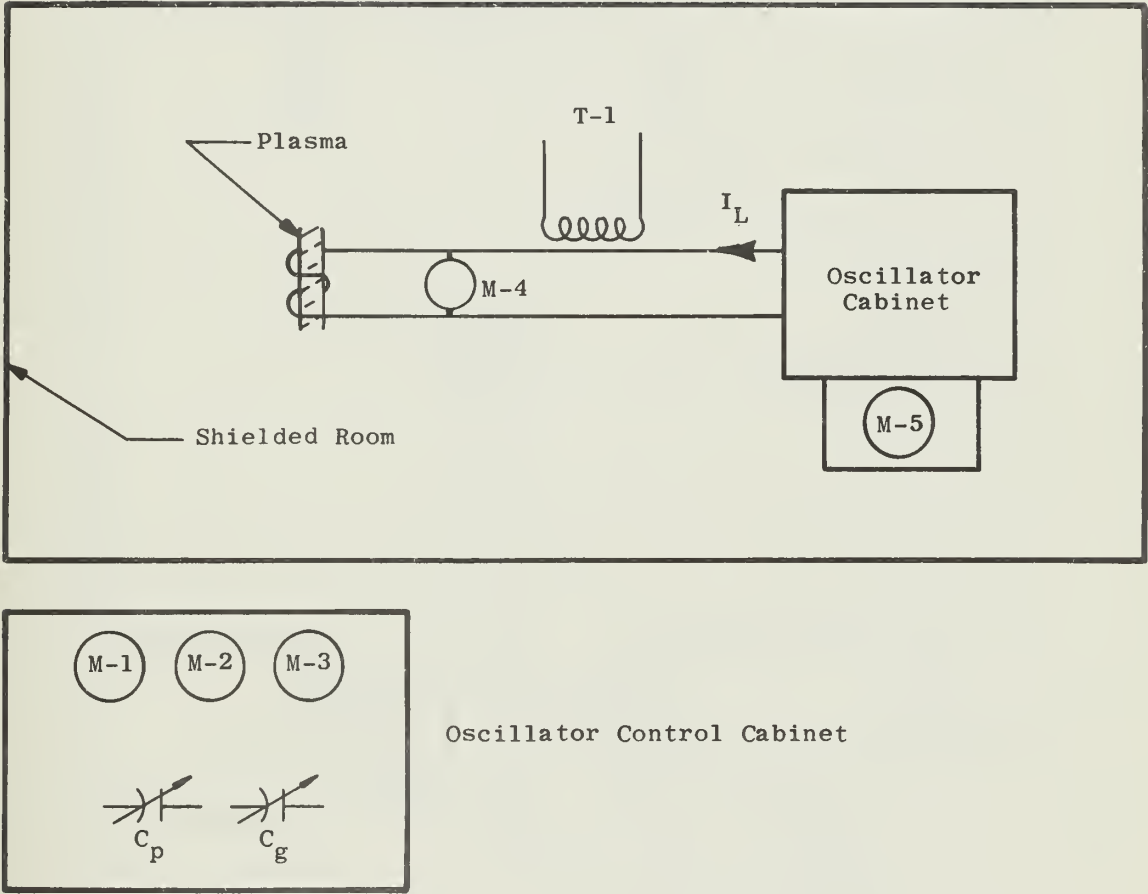 T-1
Plasma
I_L
M-4
Oscillator
Cabinet
M-5
Shielded Room
M-1 M-2 M-3
Oscillator Control Cabinet
C_p C_g